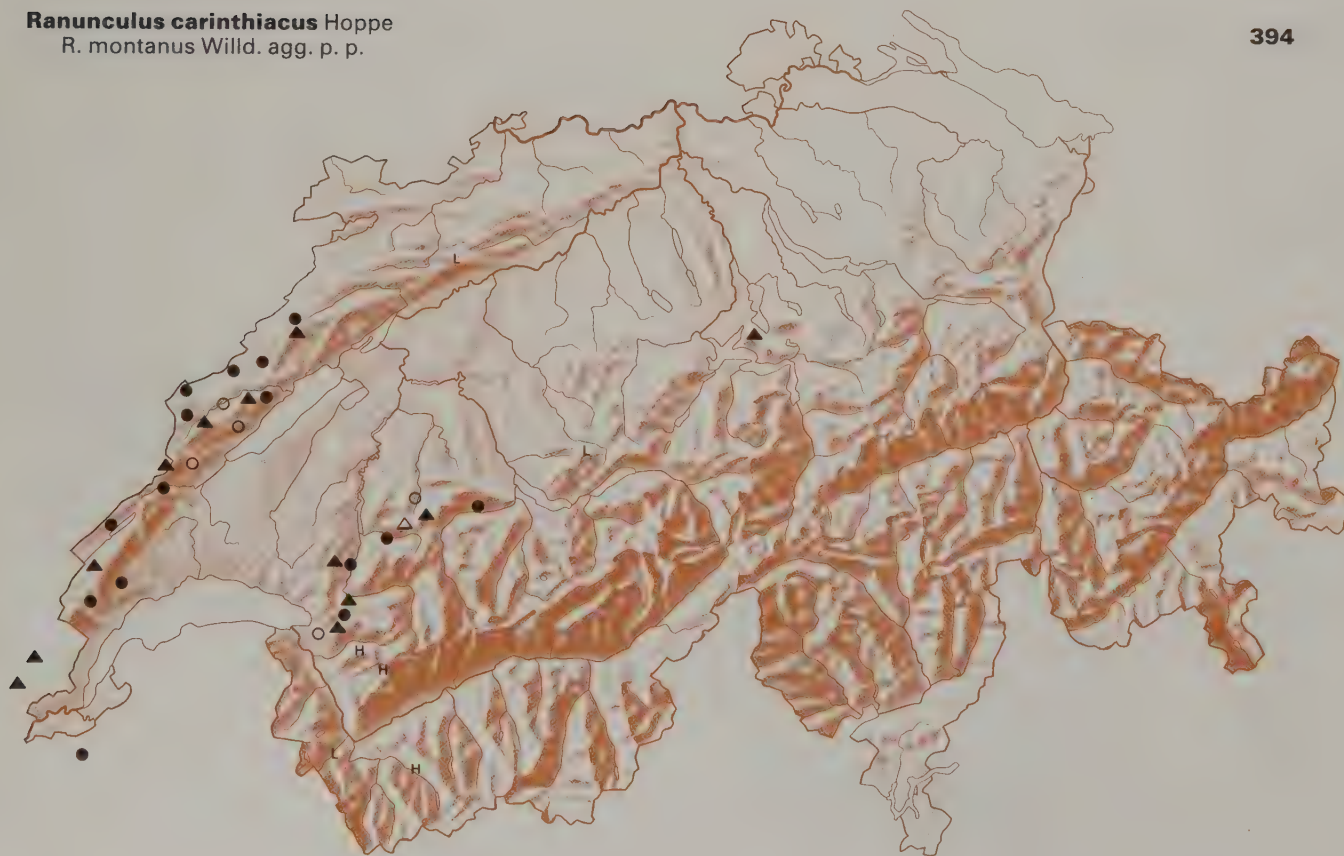 Ranunculus carinthiacus Hoppe
R. montanus Willd. agg. p. p.
394
L
L
H
H
L
H